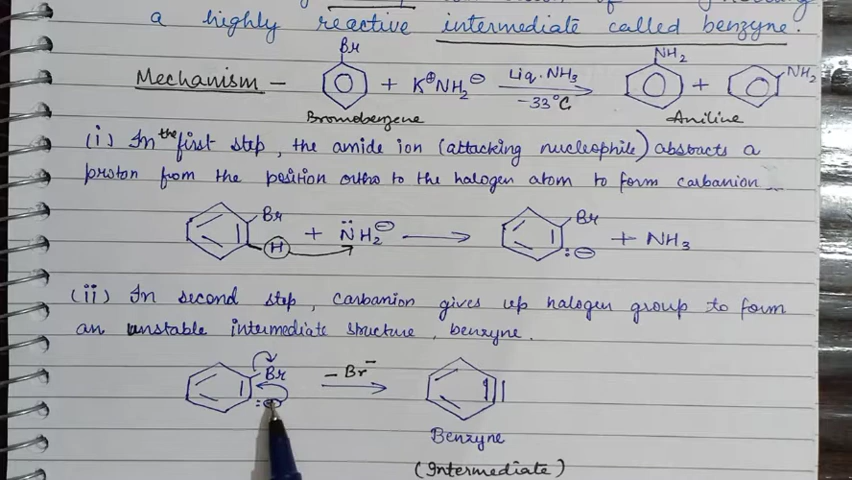 a highly reactive intermediate called benzyne.
Mechanism - Br + K⊕NH2⊖ Liq. NH3 -33°C NH2 + NH2
Bromobenzene Aniline
(i) In the first step, the amide ion (attacking nucleophile) abstracts a
proton from the position ortho to the halogen atom to form carbanion
Br H + N̈H2⊖ Br :⊖ + NH3
(ii) In second step, carbanion gives up halogen group to form
an unstable intermediate structure, benzyne.
Br :⊖ - Br⁻
Benzyne
(Intermediate)